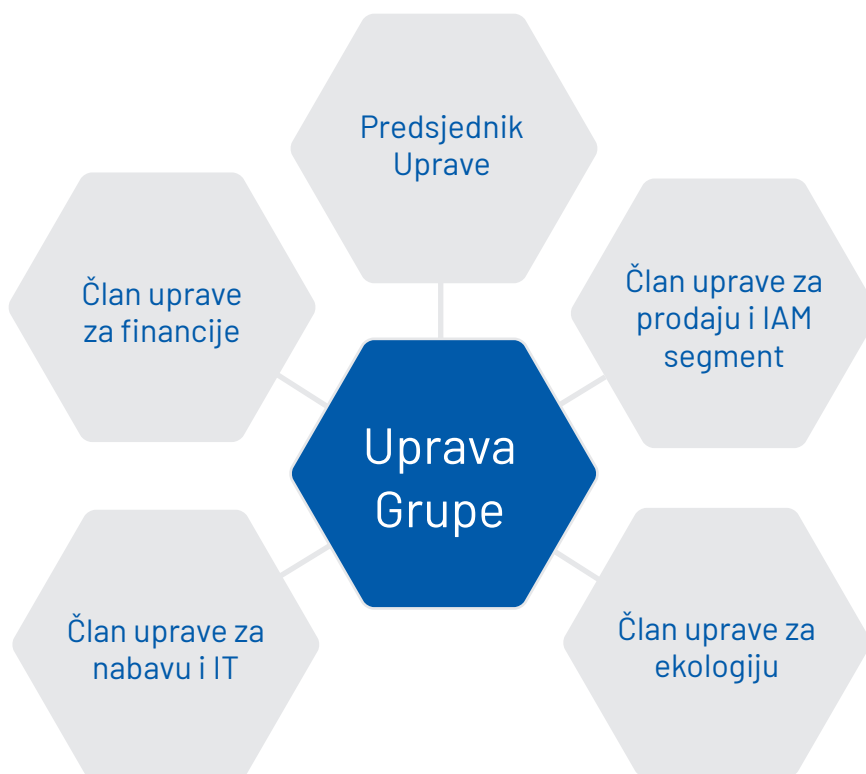 Predsjednik
Uprave
Član uprave
za financije
Član uprave za
prodaju i IAM
segment
Uprava
Grupe
Član uprave za
nabavu i IT
Član uprave za
ekologiju